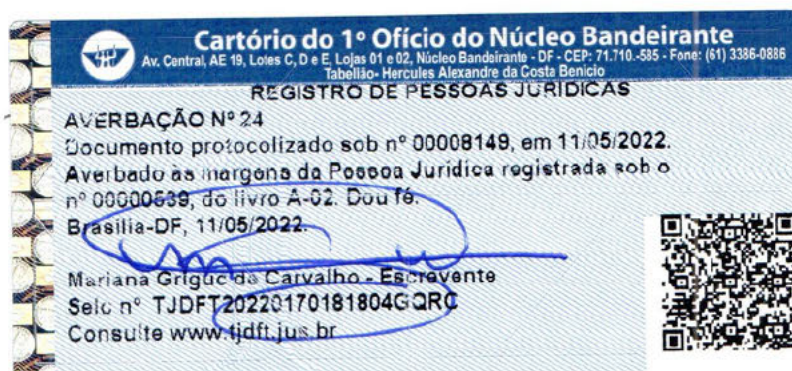 Cartório do 1º Ofício do Núcleo Bandeirante
Av. Central, AE 19, Lotes C, D e E, Lojas 01 e 02, Núcleo Bandeirante - DF - CEP: 71.710.-585 - Fone: (61) 3386-0886
Tabelião- Hercules Alexandre da Costa Benício
REGISTRO DE PESSOAS JURÍDICAS
AVERBAÇÃO Nº 24
Documento protocolizado sob nº 00008149, em 11/05/2022.
Averbado às margens da Pessoa Jurídica registrada sob o
nº 00000539, do livro A-02. Dou fé.
Brasília-DF, 11/05/2022.
Mariana Griguc de Carvalho - Escrevente
Selo nº TJDFT20220170181804GQRC
Consulte www.tjdft.jus.br